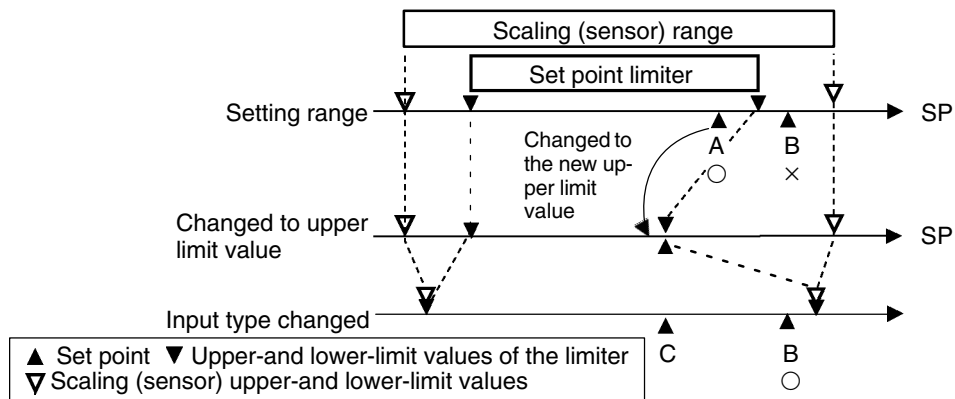 Scaling (sensor) range
Set point limiter
Setting range
SP
Changed to
the new up-
per limit
value
A
B
○
×
Changed to upper
limit value
SP
Input type changed
C
B
○
▲ Set point ▼ Upper-and lower-limit values of the limiter
▽ Scaling (sensor) upper-and lower-limit values